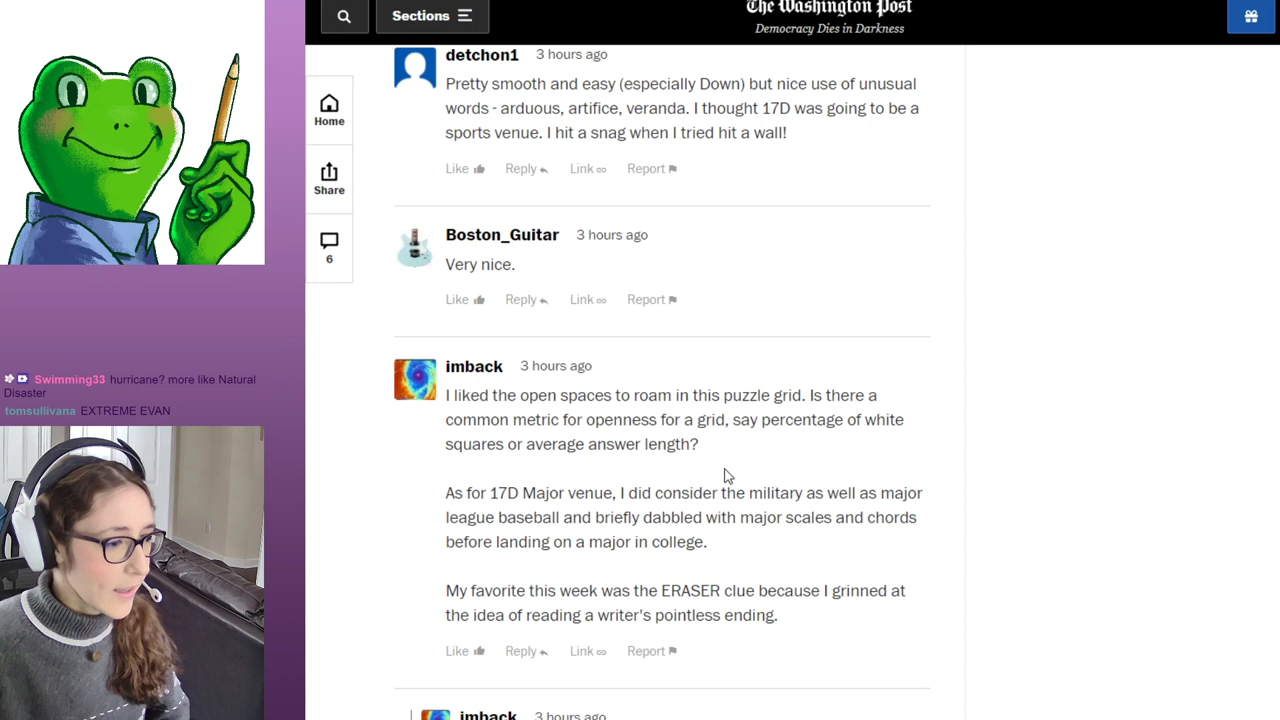 The Washington Post
Democracy Dies in Darkness
Sections
Home
Share
6
detchon1 3 hours ago
Pretty smooth and easy (especially Down) but nice use of unusual
words - arduous, artifice, veranda. I thought 17D was going to be a
sports venue. I hit a snag when I tried hit a wall!
Like Reply Link Report
Boston_Guitar 3 hours ago
Very nice.
Like Reply Link Report
imback 3 hours ago
I liked the open spaces to roam in this puzzle grid. Is there a
common metric for openness for a grid, say percentage of white
squares or average answer length?
As for 17D Major venue, I did consider the military as well as major
league baseball and briefly dabbled with major scales and chords
before landing on a major in college.
My favorite this week was the ERASER clue because I grinned at
the idea of reading a writer's pointless ending.
Like Reply Link Report
imback 3 hours ago
Swimming33 hurricane? more like Natural
Disaster
tomsullivana EXTREME EVAN